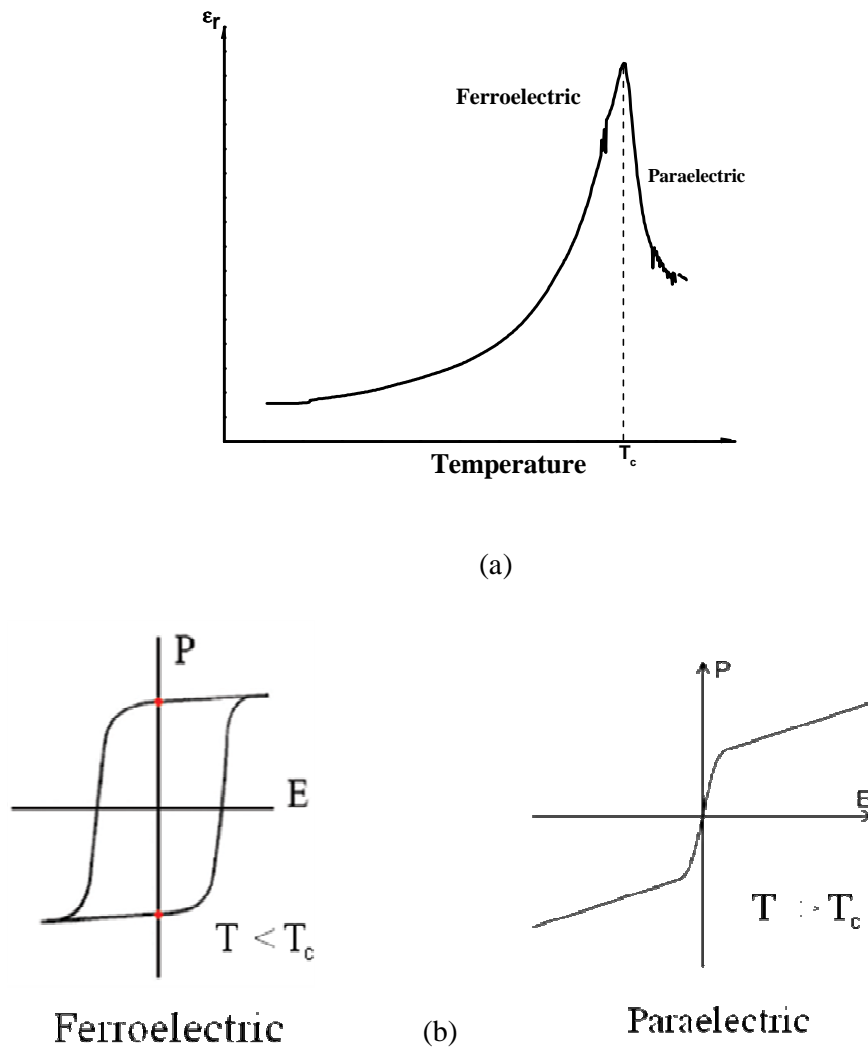 εr
Ferroelectric
Paraelectric
Tc
Temperature
(a)
P
E
T < Tc
Ferroelectric
P
E
T > Tc
Paraelectric
(b)